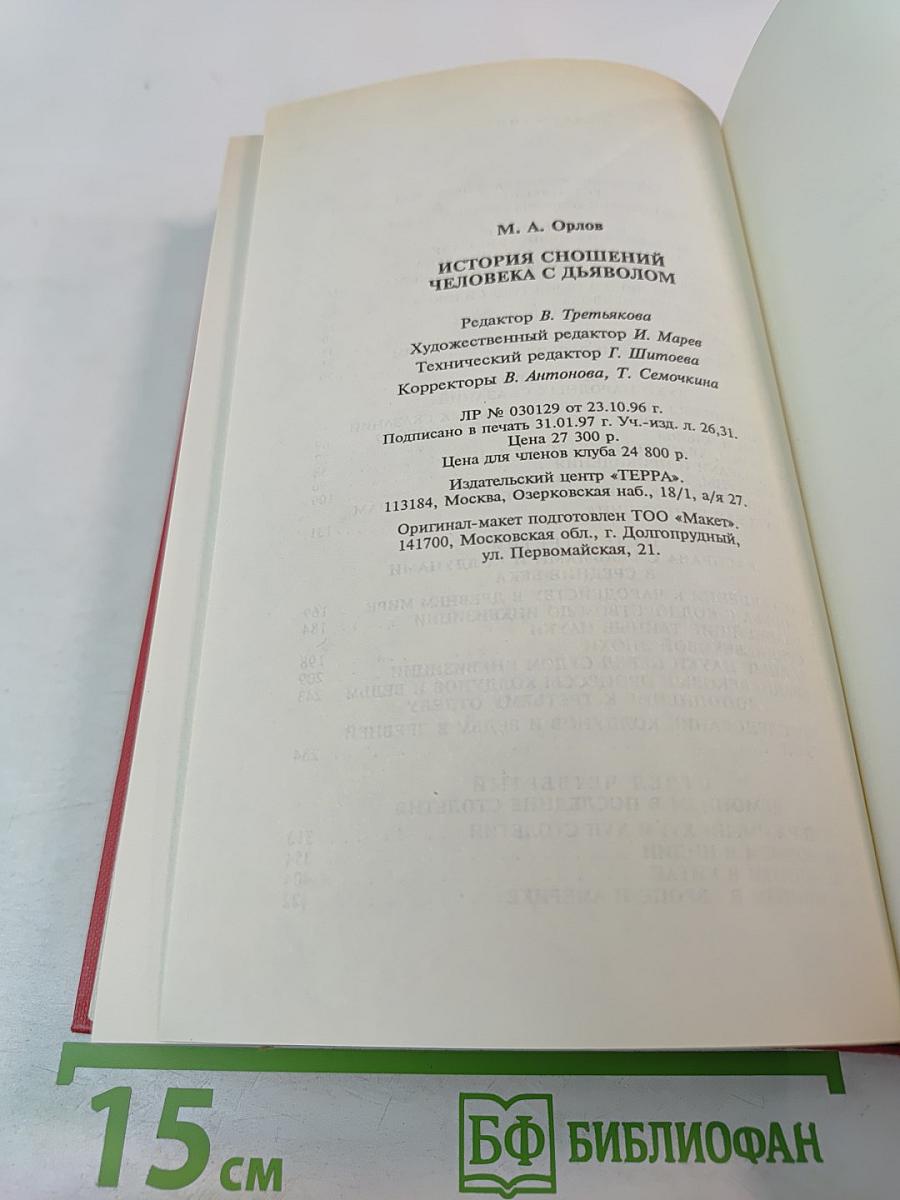 М. А. Орлов
ИСТОРИЯ СНОШЕНИЙ
ЧЕЛОВЕКА С ДЬЯВОЛОМ
Редактор В. Третьякова
Художественный редактор И. Марев
Технический редактор Г. Шитоева
Корректоры В. Антонова, Т. Семочкина
ЛР № 030129 от 23.10.96 г.
Подписано в печать 31.01.97 г. Уч.-изд. л. 26,31.
Цена 27 300 р.
Цена для членов клуба 24 800 р.
Издательский центр «ТЕРРА».
113184, Москва, Озерковская наб., 18/1, а/я 27.
Оригинал-макет подготовлен ТОО «Макет».
141700, Московская обл., г. Долгопрудный,
ул. Первомайская, 21.
15 см
БФ БИБЛИОФАН